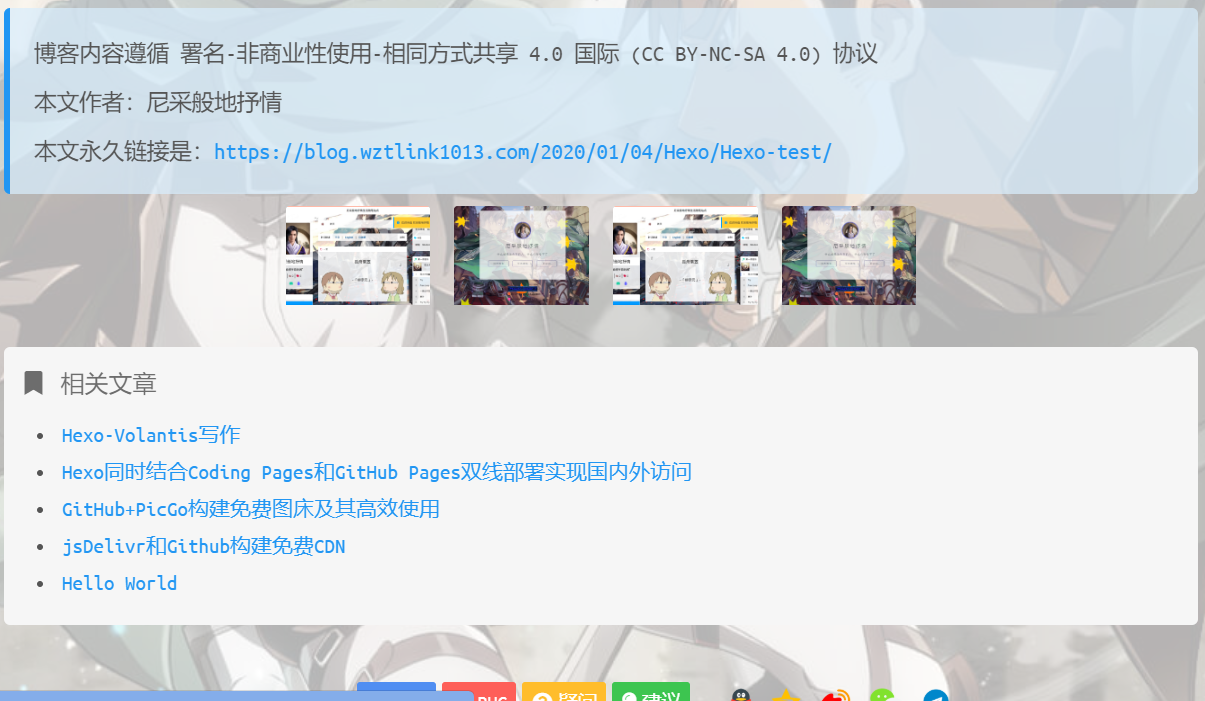 博客内容遵循 署名-非商业性使用-相同方式共享 4.0 国际 (CC BY-NC-SA 4.0) 协议
本文作者：尼采般地抒情
本文永久链接是：https://blog.wztlink1013.com/2020/01/04/Hexo/Hexo-test/
相关文章
Hexo-Volantis写作
Hexo同时结合Coding Pages和GitHub Pages双线部署实现国内外访问
GitHub+PicGo构建免费图床及其高效使用
jsDelivr和Github构建免费CDN
Hello World
BUG 疑问 建议